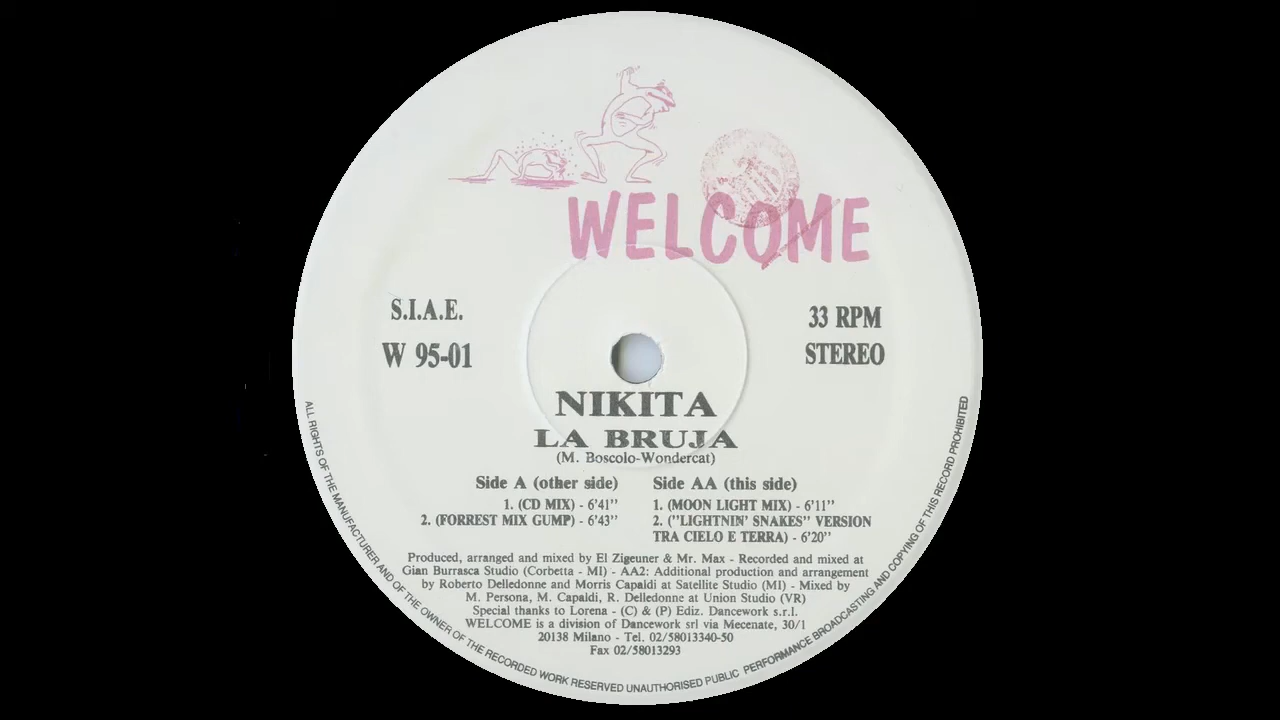 WELCOME
S.I.A.E.
W 95-01
33 RPM
STEREO
NIKITA
LA BRUJA
(M. Boscolo-Wondercat)
Side A (other side)
1. (CD MIX) - 6'41"
2. (FORREST MIX GUMP) - 6'43"
Side AA (this side)
1. (MOON LIGHT MIX) - 6'11"
2. ("LIGHTNIN' SNAKES" VERSION
TRA CIELO E TERRA) - 6'20"
Produced, arranged and mixed by El Zigeuner & Mr. Max - Recorded and mixed at
Gian Burrasca Studio (Corbetta - MI) - AA2: Additional production and arrangement
by Roberto Delledonne and Morris Capaldi at Satellite Studio (MI) - Mixed by
M. Persona, M. Capaldi, R. Delledonne at Union Studio (VR)
Special thanks to Lorena - (C) & (P) Ediz. Dancework s.r.l.
WELCOME is a division of Dancework srl via Mecenate, 30/1
20138 Milano - Tel. 02/58013340-50
Fax 02/58013293
ALL RIGHTS OF THE MANUFACTURER AND OF THE OWNER OF THE RECORDED WORK RESERVED UNAUTHORISED PUBLIC PERFORMANCE BROADCASTING AND COPYING OF THIS RECORD PROHIBITED